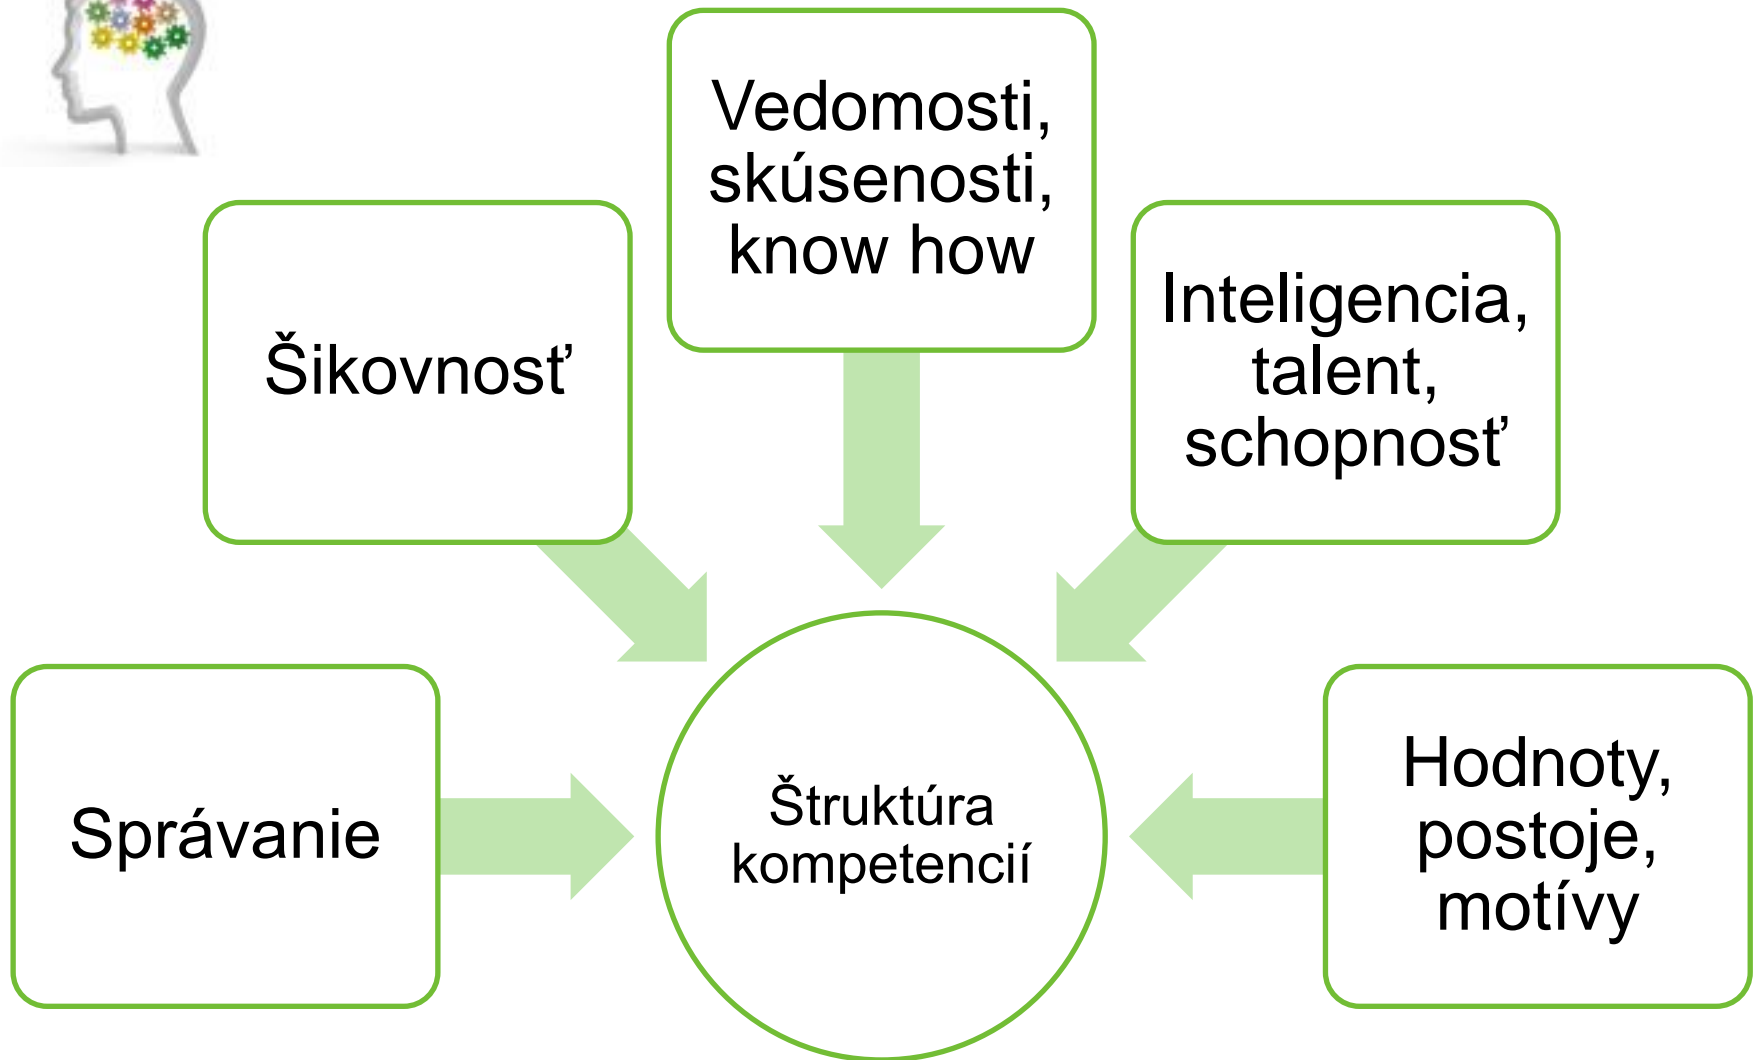 Vedomosti,
skúsenosti,
know how
Šikovnosť
Inteligencia,
talent,
schopnosť
Správanie
Štruktúra
kompetencií
Hodnoty,
postoje,
motívy